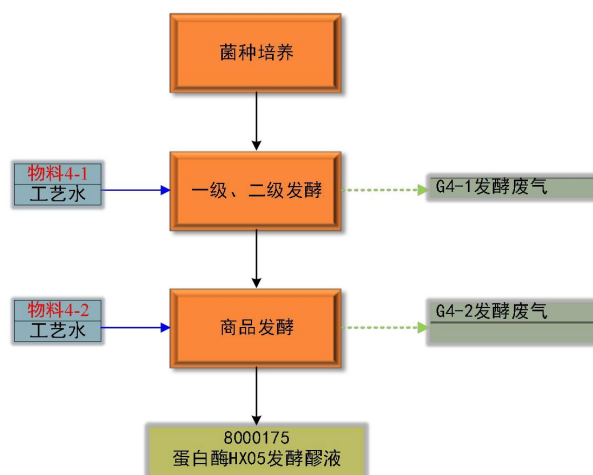 菌种培养
物料4-1
工艺水
一级、二级发酵
G4-1发酵废气
物料4-2
工艺水
商品发酵
G4-2发酵废气
8000175
蛋白酶HX05发酵醪液